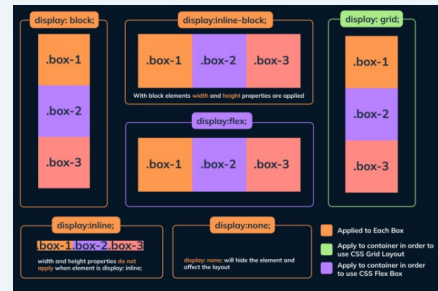 display: block;
.box-1
.box-2
.box-3
display:inline-block;
.box-1 .box-2 .box-3
With block elements width and height properties are applied
display:flex;
.box-1 .box-2 .box-3
display: grid;
.box-1
.box-2
.box-3
display:inline;
.box-1.box-2.box-3
width and height properties do not
apply when element is display: inline;
display:none;
display: none; will hide the element and
affect the layout
Applied to Each Box
Apply to container in order to
use CSS Grid Layout
Apply to container in order to
use CSS Flex Box